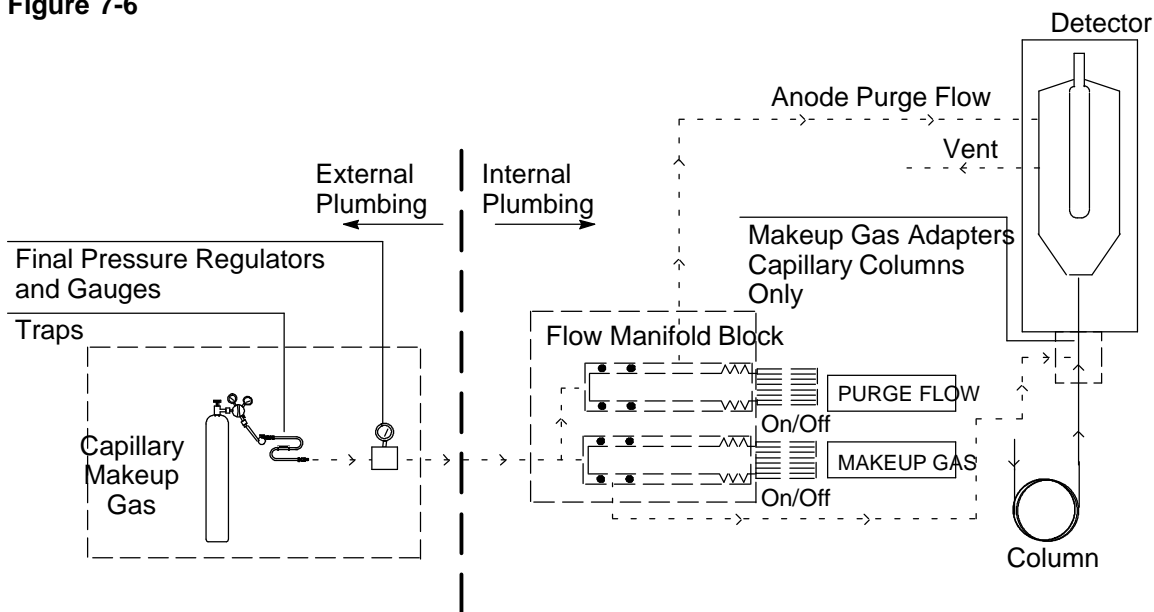 Figure 7-6
Detector
Anode Purge Flow
Vent
External
Plumbing
Internal
Plumbing
Makeup Gas Adapters
Capillary Columns
Only
Final Pressure Regulators
and Gauges
Traps
Flow Manifold Block
PURGE FLOW
On/Off
Capillary
Makeup
Gas
MAKEUP GAS
On/Off
Column